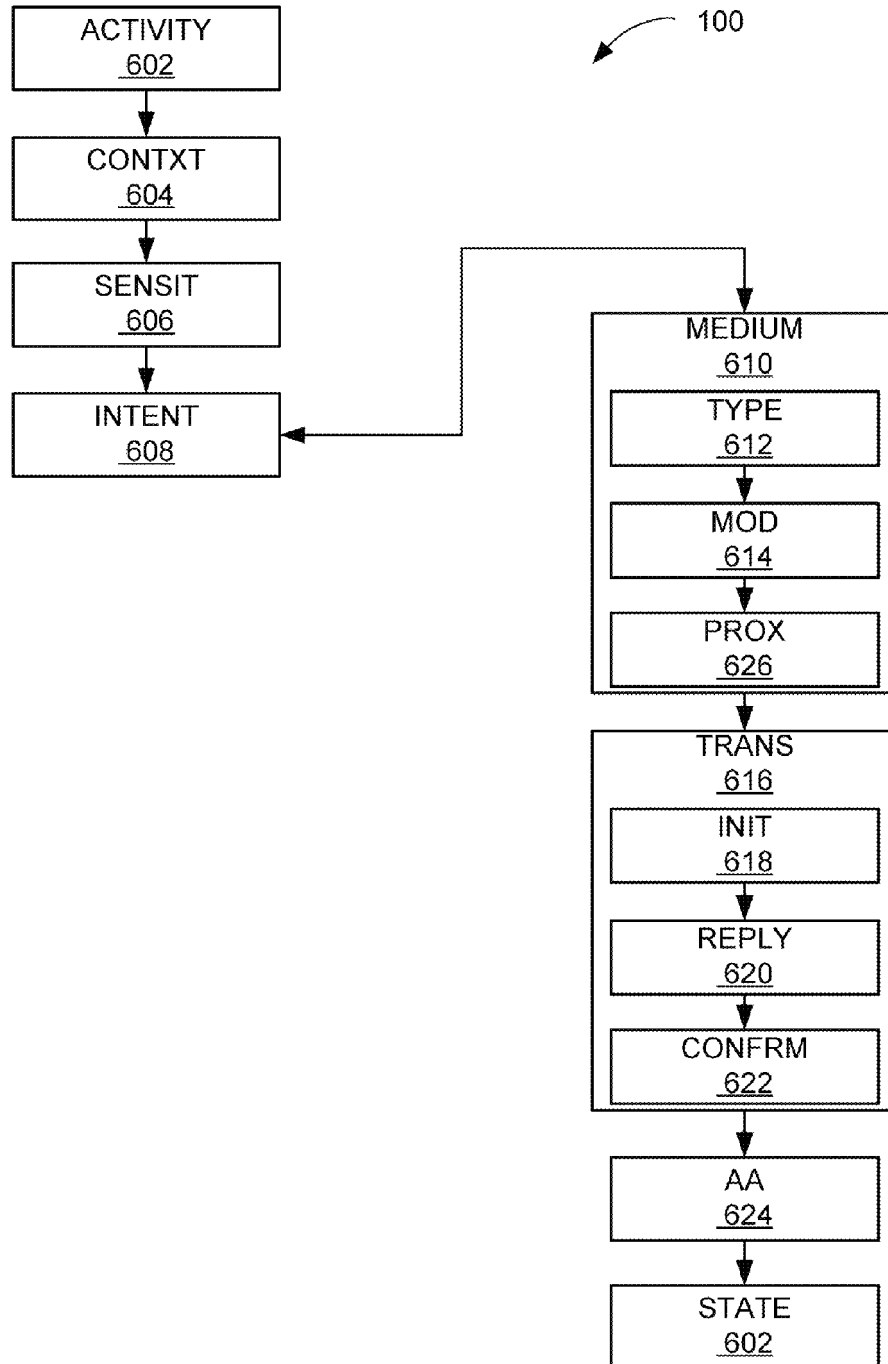 100
ACTIVITY
602
CONTXT
604
SENSIT
606
INTENT
608
MEDIUM
610
TYPE
612
MOD
614
PROX
626
TRANS
616
INIT
618
REPLY
620
CONFRM
622
AA
624
STATE
602